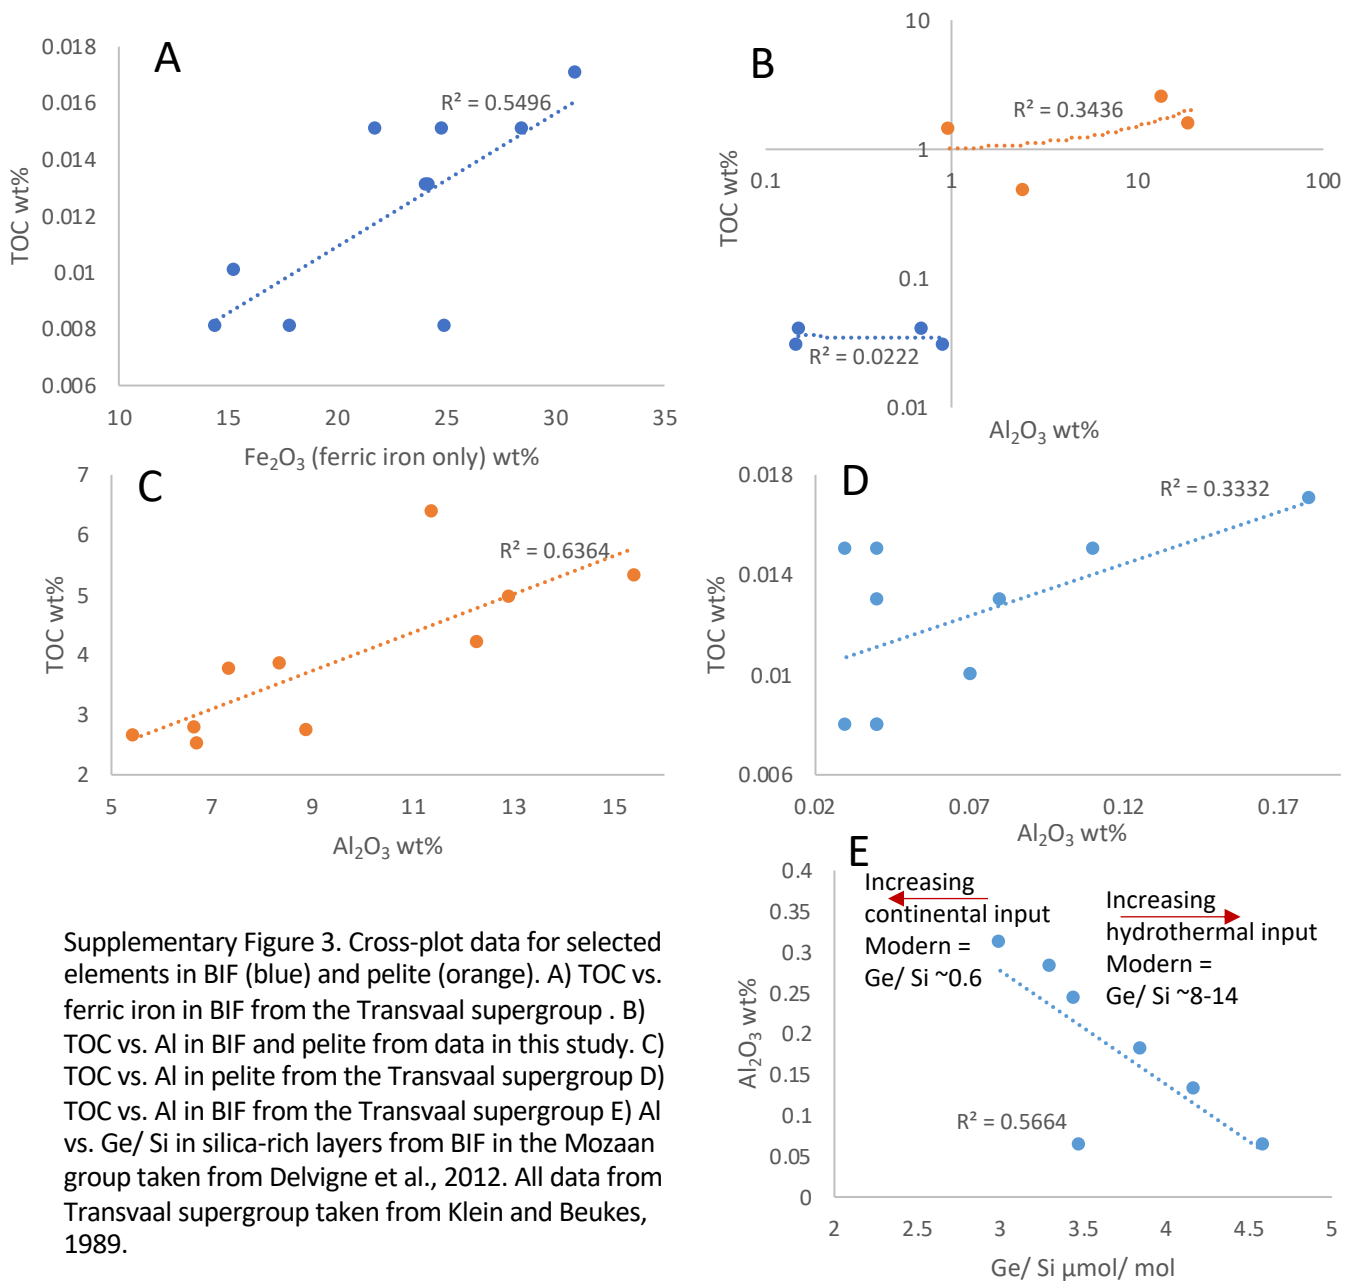 A
0.018
0.016
0.014
0.012
0.01
0.008
0.006
TOC wt%
R² = 0.5496
10 15 20 25 30 35
Fe₂O₃ (ferric iron only) wt%
B
10
1
0.1
0.01
TOC wt%
R² = 0.3436
R² = 0.0222
0.1 1 10 100
Al₂O₃ wt%
C
7
6
5
4
3
2
TOC wt%
R² = 0.6364
5 7 9 11 13 15
Al₂O₃ wt%
D
0.018
0.014
0.01
0.006
TOC wt%
R² = 0.3332
0.02 0.07 0.12 0.17
Al₂O₃ wt%
E
0.4
0.35
0.3
0.25
0.2
0.15
0.1
0.05
0
Al₂O₃ wt%
Increasing
continental input
Modern =
Ge/ Si ~0.6
Increasing
hydrothermal input
Modern =
Ge/ Si ~8-14
R² = 0.5664
2 2.5 3 3.5 4 4.5 5
Ge/ Si µmol/ mol
Supplementary Figure 3. Cross-plot data for selected
elements in BIF (blue) and pelite (orange). A) TOC vs.
ferric iron in BIF from the Transvaal supergroup . B)
TOC vs. Al in BIF and pelite from data in this study. C)
TOC vs. Al in pelite from the Transvaal supergroup D)
TOC vs. Al in BIF from the Transvaal supergroup E) Al
vs. Ge/ Si in silica-rich layers from BIF in the Mozaan
group taken from Delvigne et al., 2012. All data from
Transvaal supergroup taken from Klein and Beukes,
1989.